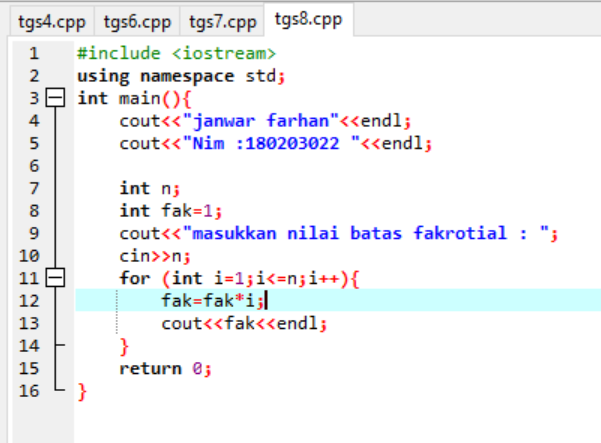 tgs4.cpp tgs6.cpp tgs7.cpp tgs8.cpp
1 #include <iostream>
2 using namespace std;
3 int main(){
4 cout<<"janwar farhan"<<endl;
5 cout<<"Nim :180203022 "<<endl;
6
7 int n;
8 int fak=1;
9 cout<<"masukkan nilai batas fakrotial : ";
10 cin>>n;
11 for (int i=1;i<=n;i++){
12 fak=fak*i;
13 cout<<fak<<endl;
14 }
15 return 0;
16 }